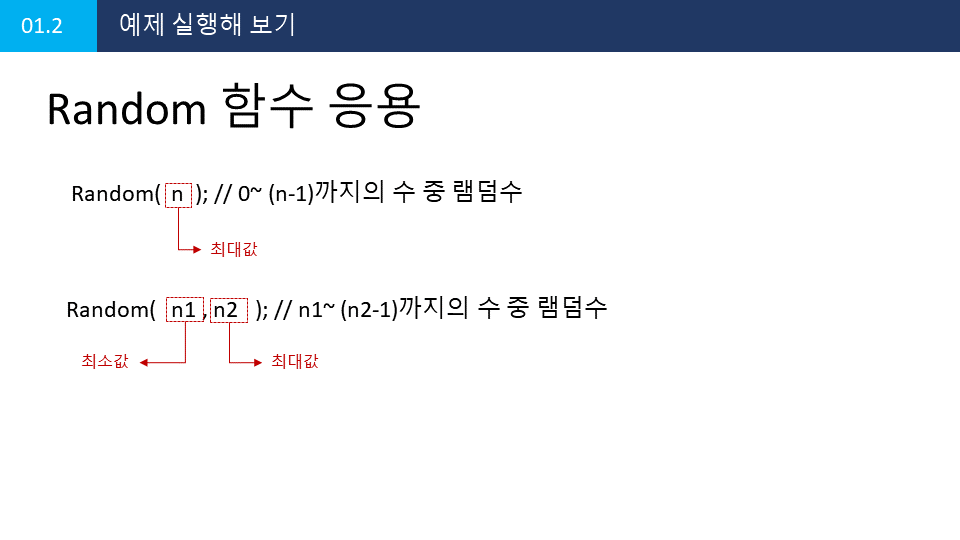 01.2 예제 실행해 보기
Random 함수 응용
Random( n ); // 0~ (n-1)까지의 수 중 램덤수
최대값
Random( n1 , n2 ); // n1~ (n2-1)까지의 수 중 램덤수
최소값 최대값